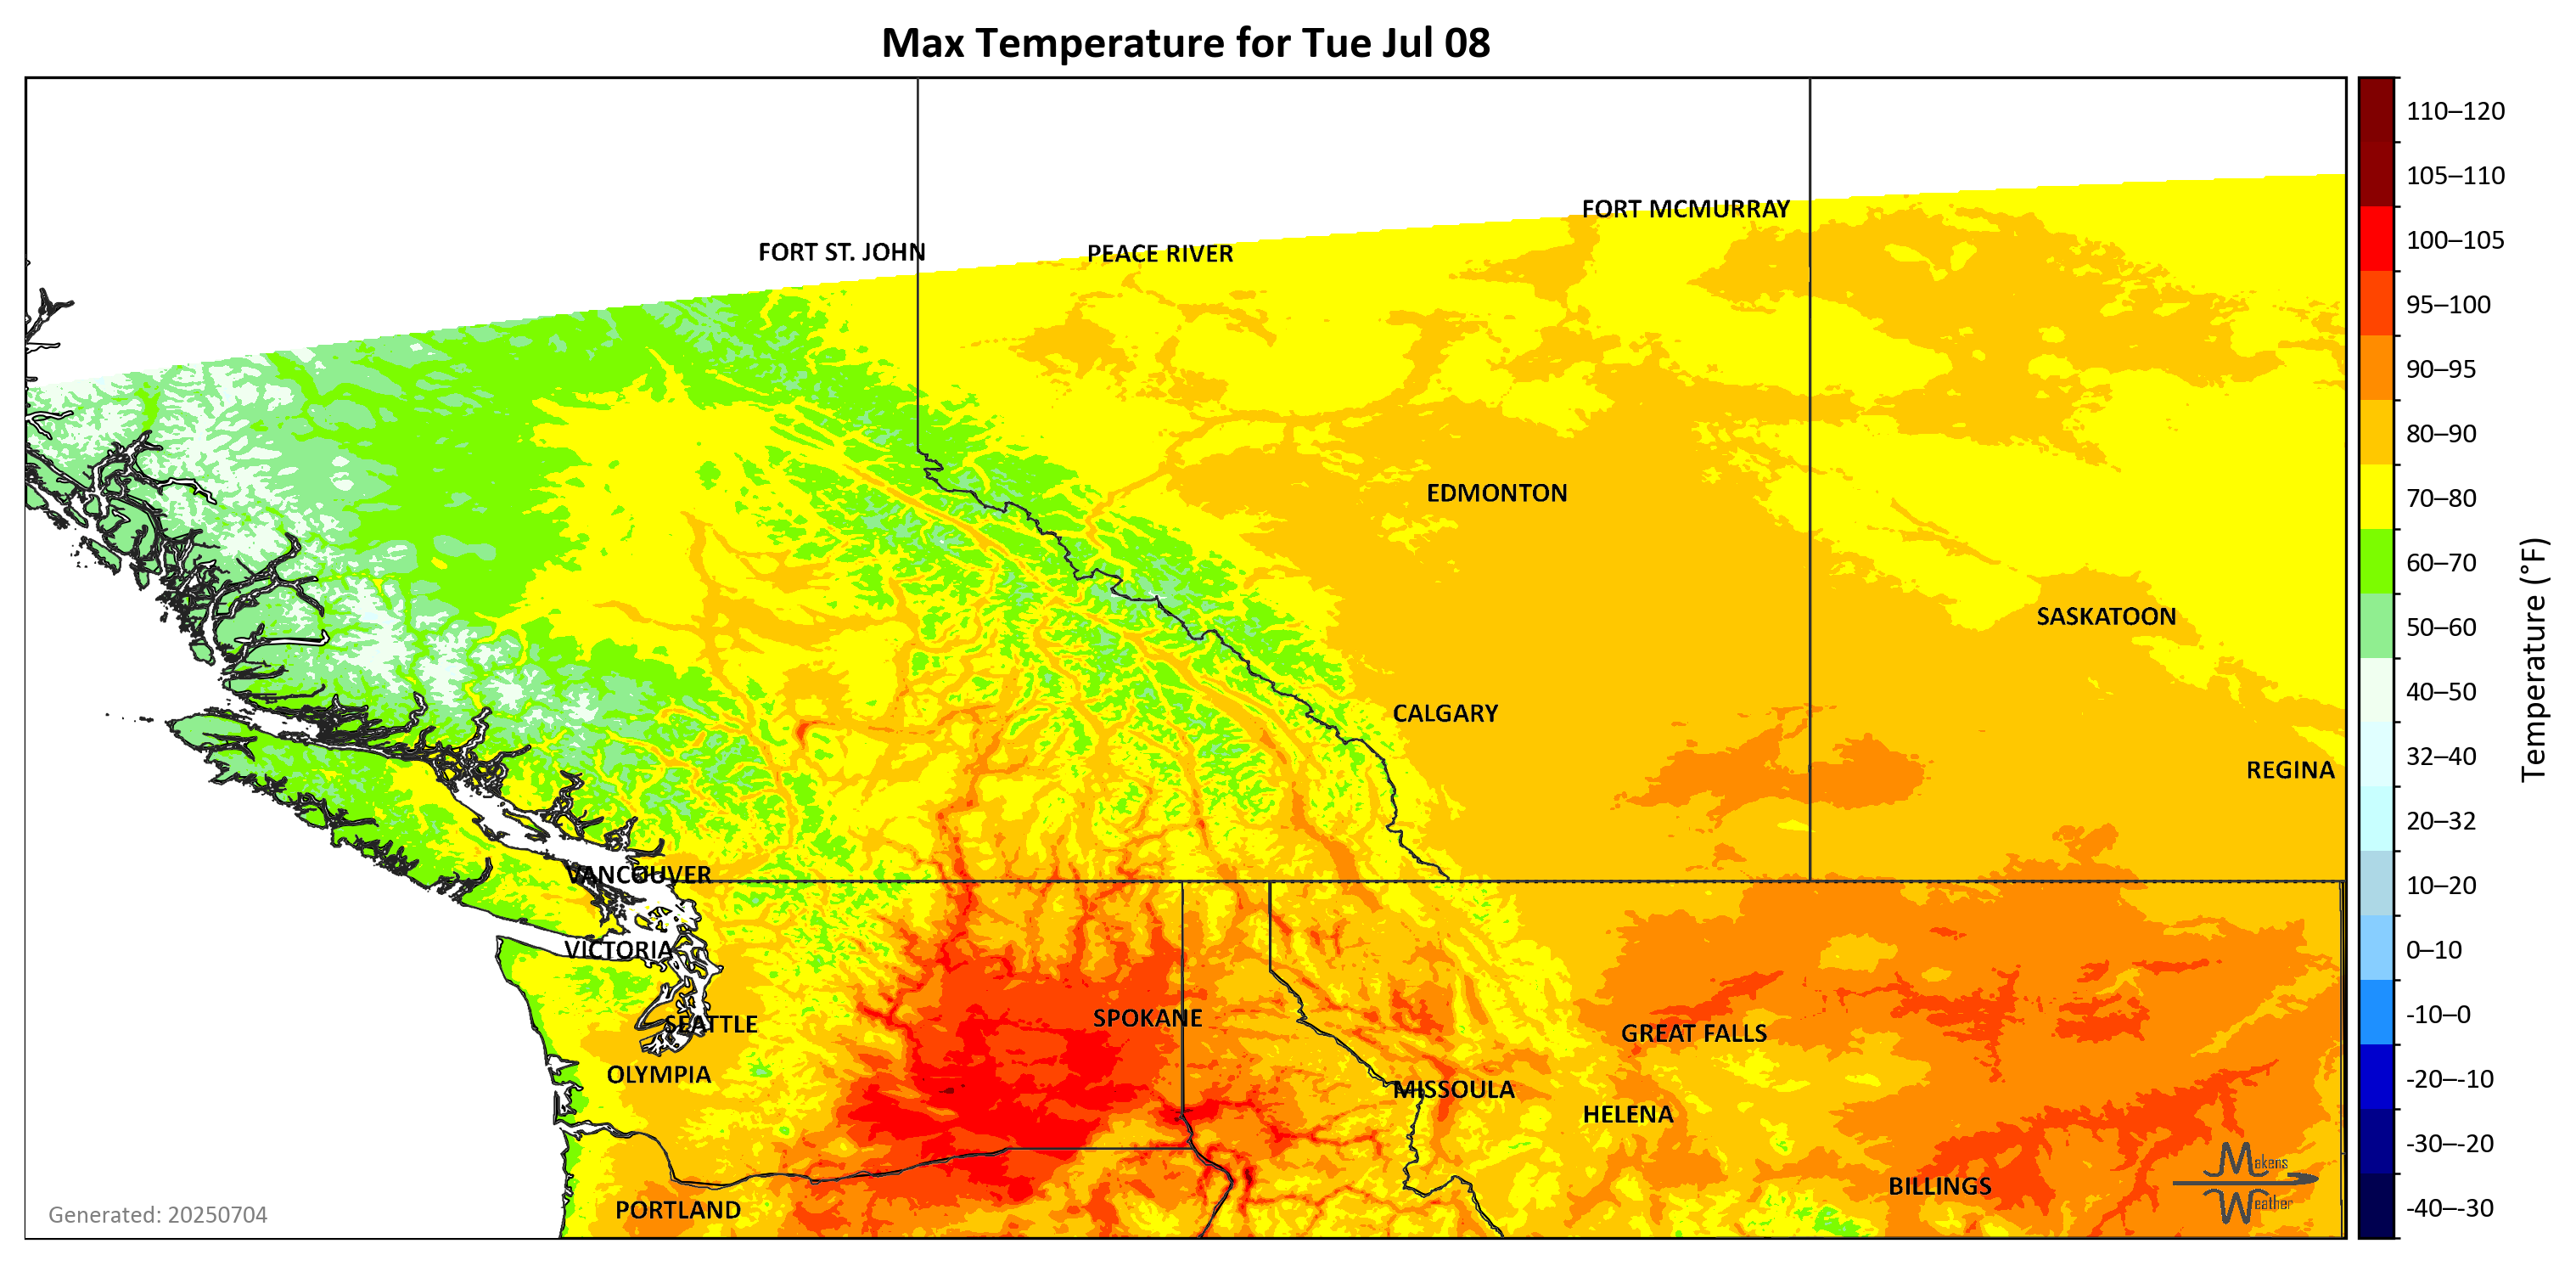 Max Temperature for Tue Jul 08
FORT MCMURRAY
FORT ST. JOHN
PEACE RIVER
EDMONTON
SASKATOON
CALGARY
REGINA
VANCOUVER
VICTORIA
SEATTLE
SPOKANE
GREAT FALLS
OLYMPIA
MISSOULA
HELENA
BILLINGS
PORTLAND
Makens
Weather
Generated: 20250704
110–120
105–110
100–105
95–100
90–95
80–90
70–80
60–70
50–60
40–50
32–40
20–32
10–20
0–10
-10–0
-20–-10
-30–-20
-40–-30
Temperature (°F)